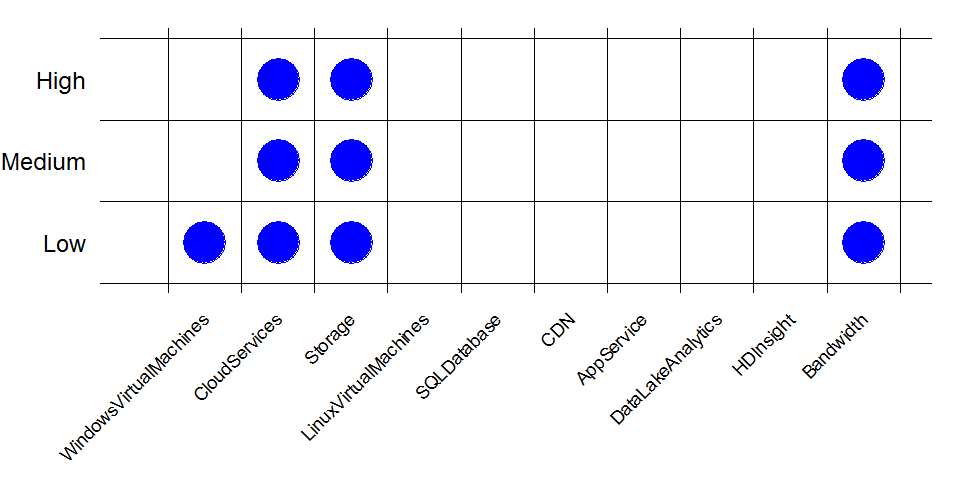 High
Medium
Low
WindowsVirtualMachines
CloudServices
Storage
LinuxVirtualMachines
SQLDatabase
CDN
AppService
DataLakeAnalytics
HDInsight
Bandwidth